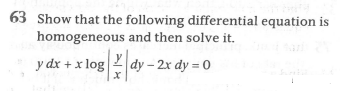 63 Show that the following differential equation is
homogeneous and then solve it.
y dx + x log |y/x| dy – 2x dy = 0